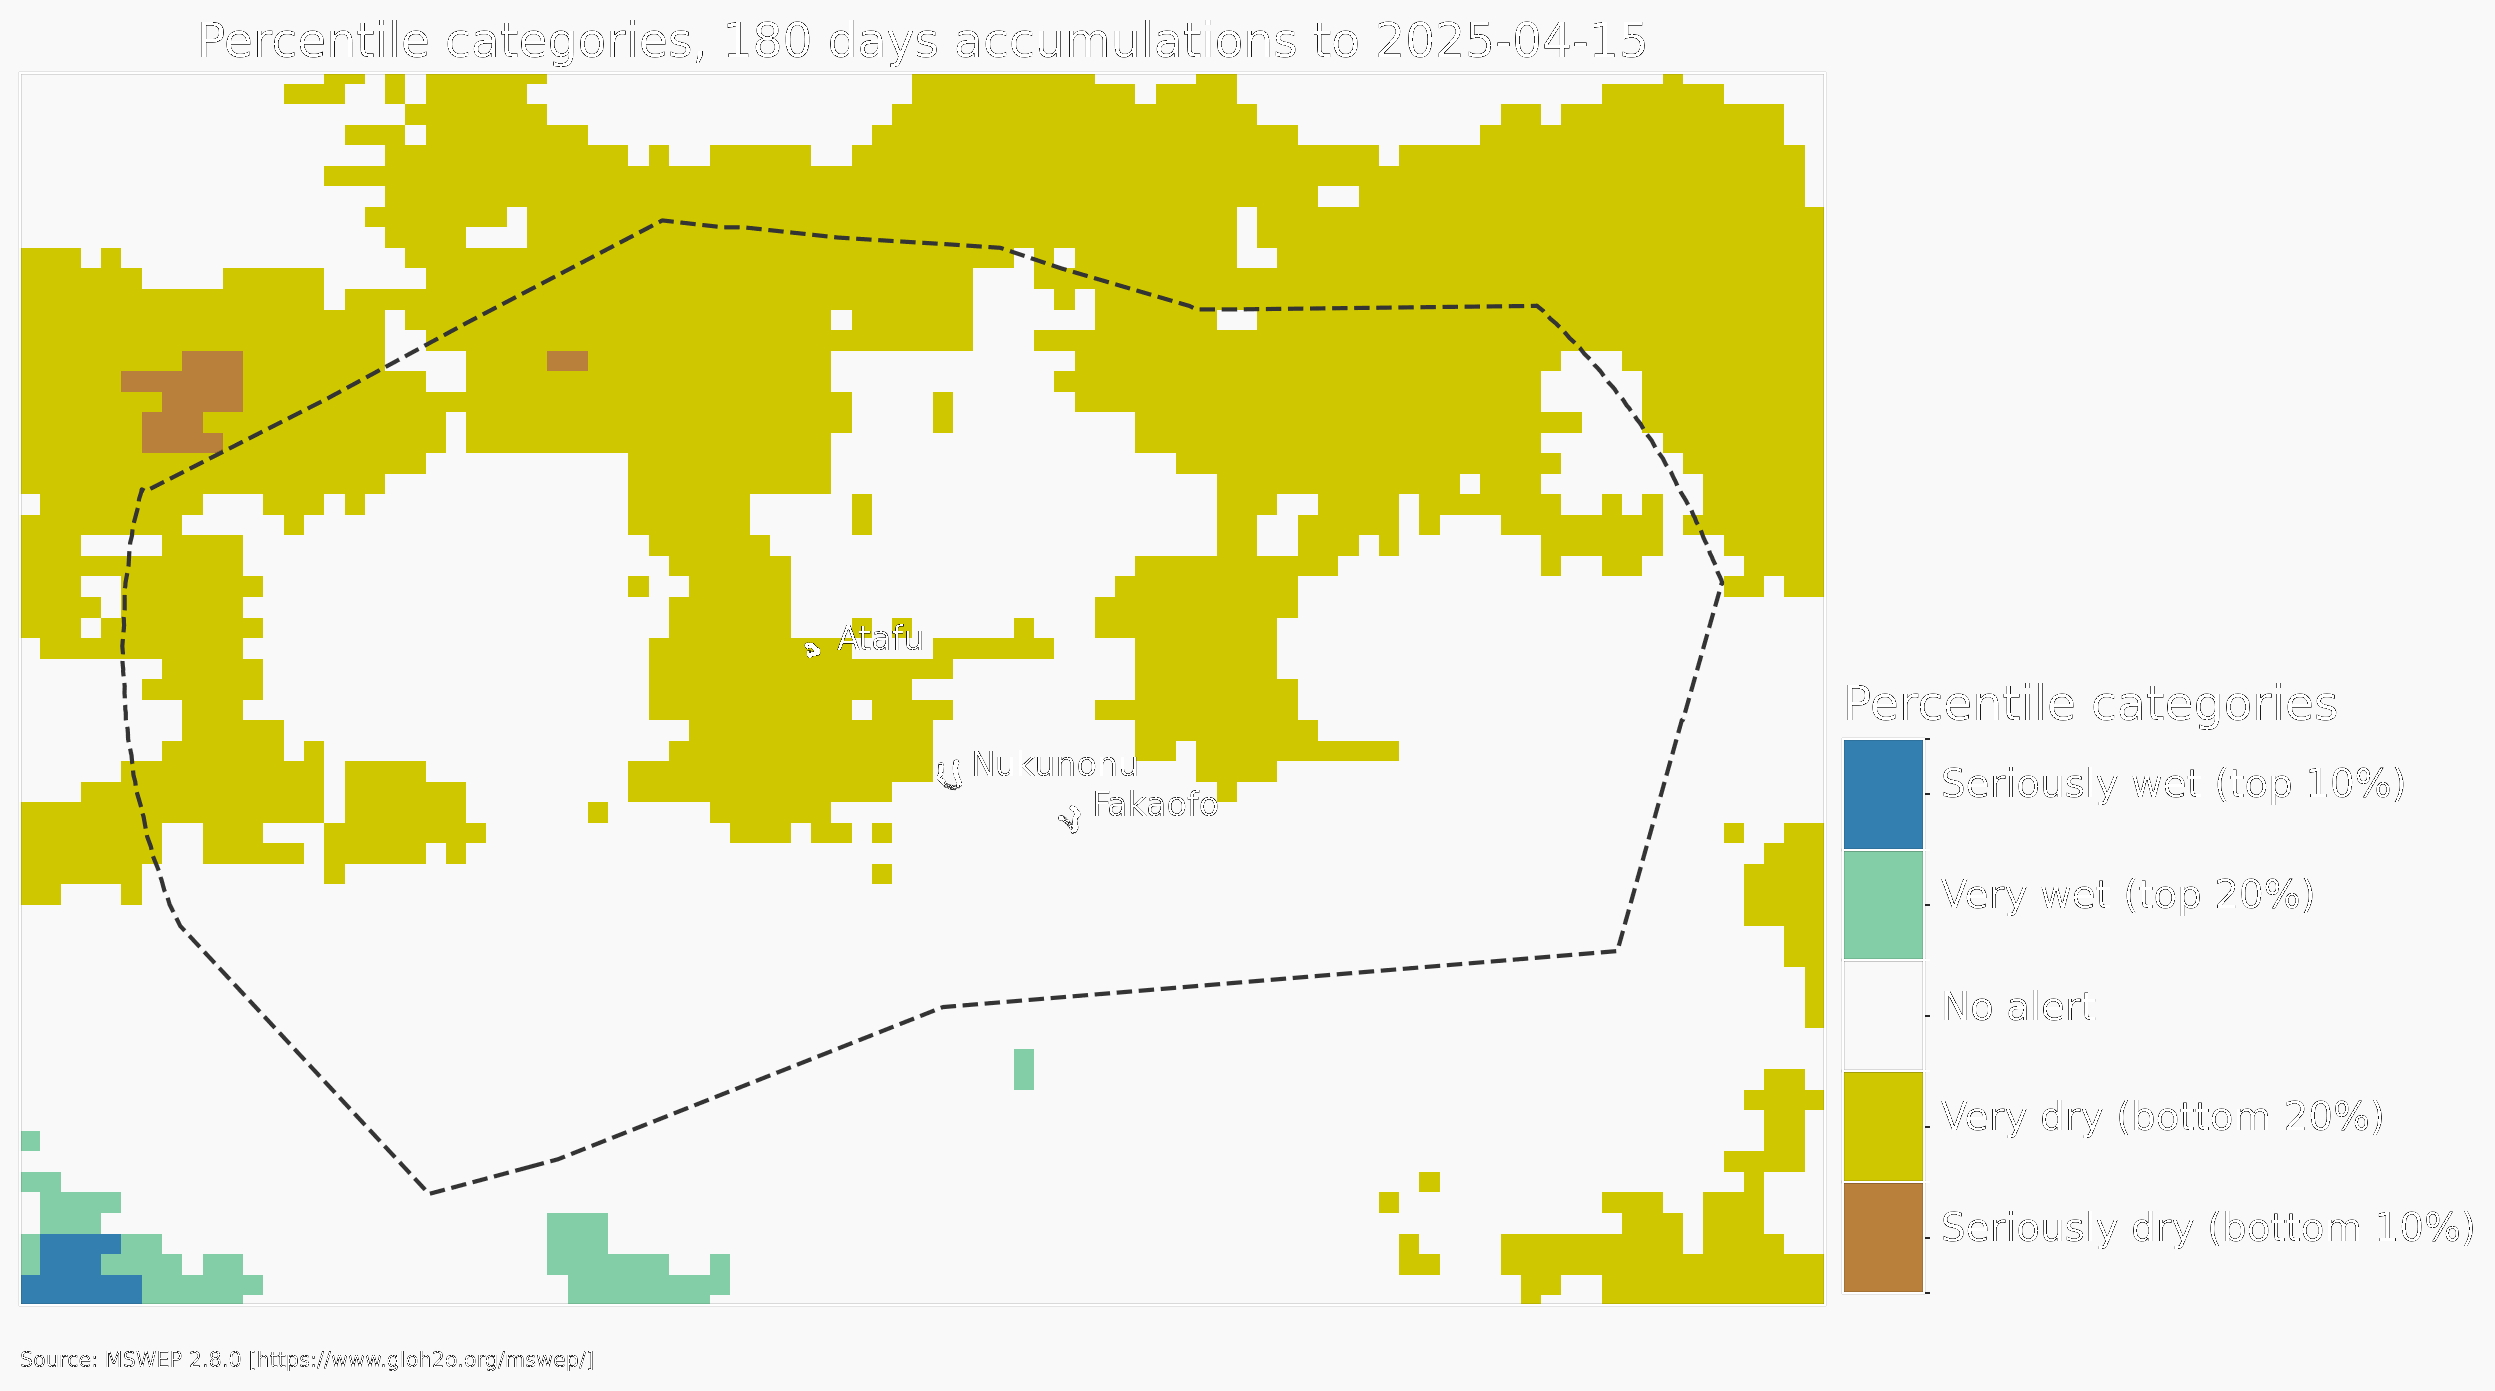 Percentile categories, 180 days accumulations to 2025-04-15
Atafu
Nukunonu
Fakaofo
Percentile categories
Seriously wet (top 10%)
Very wet (top 20%)
No alert
Very dry (bottom 20%)
Seriously dry (bottom 10%)
Source: MSWEP 2.8.0 [https://www.gloh2o.org/mswep/]